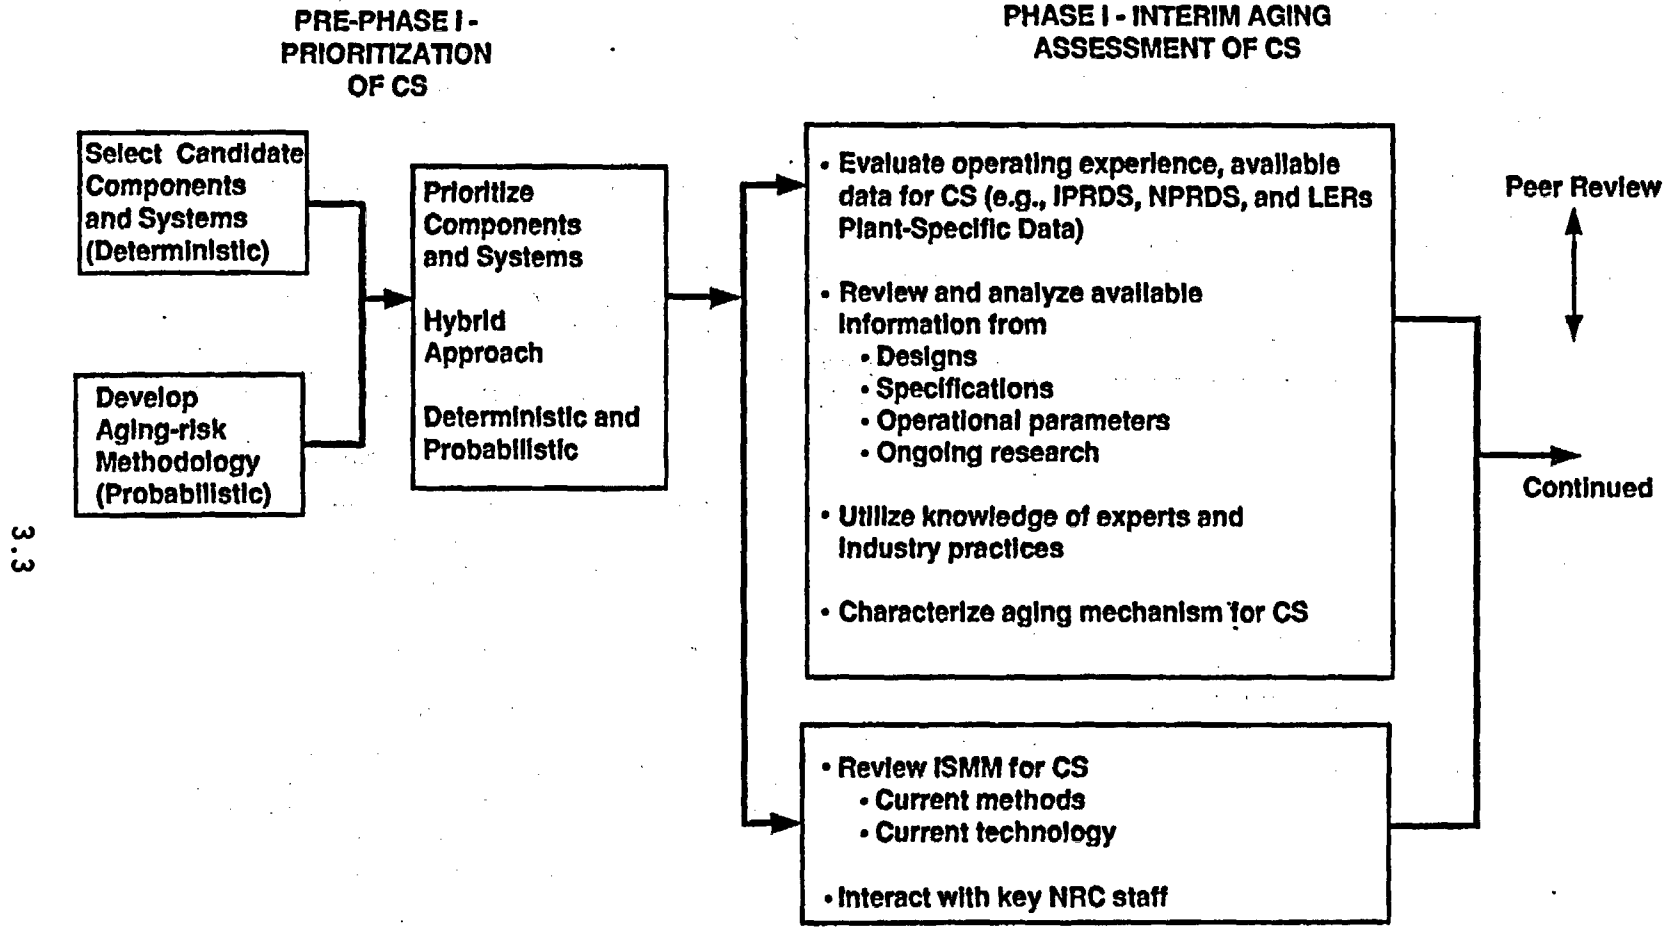 PRE-PHASE I -
PRIORITIZATION
OF CS
PHASE I - INTERIM AGING
ASSESSMENT OF CS
Select Candidate
Components
and Systems
(Deterministic)
Develop
Aging-risk
Methodology
(Probabilistic)
Prioritize
Components
and Systems
Hybrid
Approach
Deterministic and
Probabilistic
• Evaluate operating experience, available
data for CS (e.g., IPRDS, NPRDS, and LERs
Plant-Specific Data)
• Review and analyze available
Information from
• Designs
• Specifications
• Operational parameters
• Ongoing research
• Utilize knowledge of experts and
Industry practices
• Characterize aging mechanism for CS
• Review ISMM for CS
• Current methods
• Current technology
• Interact with key NRC staff
Peer Review
Continued
3.3